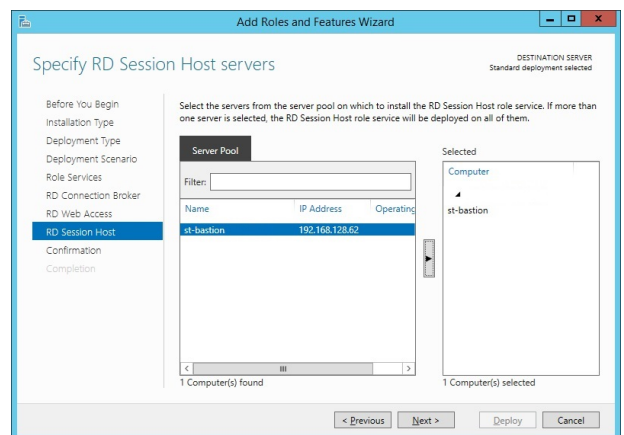 Add Roles and Features Wizard
Specify RD Session Host servers
DESTINATION SERVER
Standard deployment selected
Before You Begin
Installation Type
Deployment Type
Deployment Scenario
Role Services
RD Connection Broker
RD Web Access
RD Session Host
Confirmation
Completion
Select the servers from the server pool on which to install the RD Session Host role service. If more than
one server is selected, the RD Session Host role service will be deployed on all of them.
Server Pool
Filter:
Name IP Address Operating
st-bastion 192.168.128.62
1 Computer(s) found
Selected
Computer
st-bastion
1 Computer(s) selected
< Previous Next > Deploy Cancel